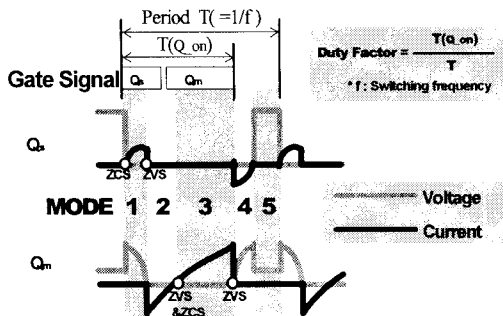 Period T(=1/f)
T(Q_on)
Duty Factor = T(Q_on)
T
* f : Switching frequency
Gate Signal Qs Qm
Qs
ZCS ZVS
MODE 1 2 3 4 5
Voltage
Current
Qm
ZVS ZVS
&ZCS